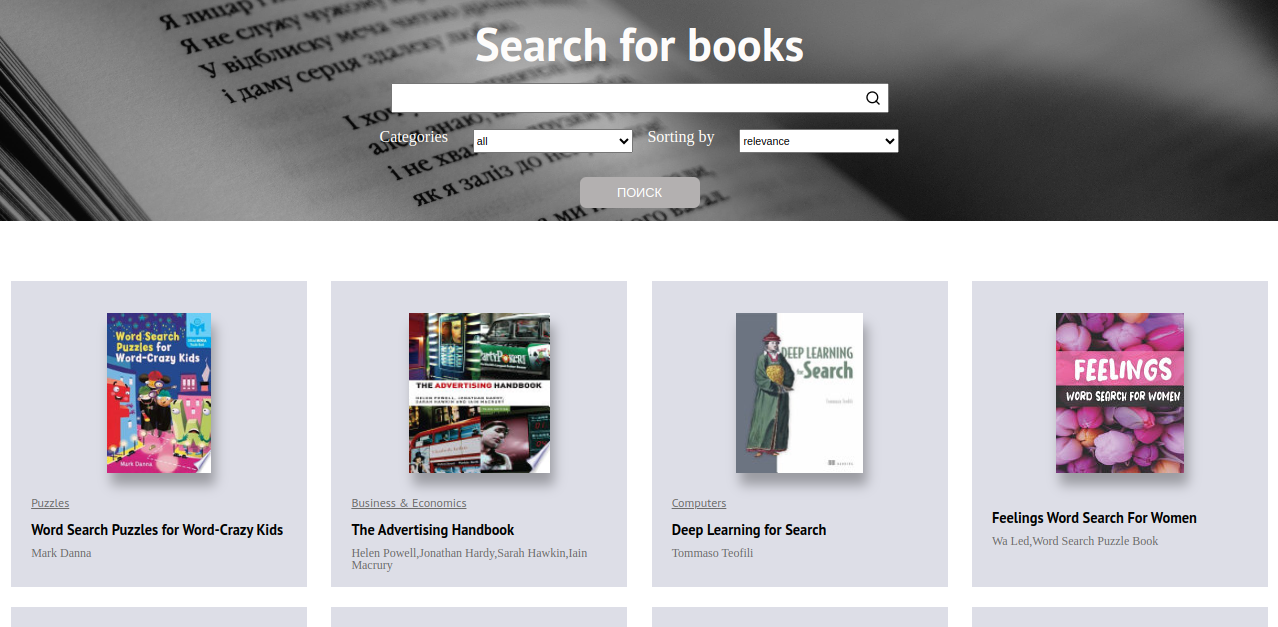 Я лицар і
Я не служу чужому
У відблиску меча читаю
і даму серця здалеку люблю
І хоч
але знаю,
і не хва
як я заліз до не
Search for books
Categories
all
Sorting by
relevance
ПОИСК
Word Search
Puzzles for
Word-Crazy Kids
Mark Danna
THE ADVERTISING HANDBOOK
HELEN POWELL, JONATHAN HARDY,
SARAH HAWKIN AND IAIN MACRURY
DEEP LEARNING
for Search
Tommaso Teofili
MANNING
FEELINGS
WORD SEARCH FOR WOMEN
Puzzles
Word Search Puzzles for Word-Crazy Kids
Mark Danna
Business & Economics
The Advertising Handbook
Helen Powell,Jonathan Hardy,Sarah Hawkin,Iain
Macrury
Computers
Deep Learning for Search
Tommaso Teofili
Feelings Word Search For Women
Wa Led,Word Search Puzzle Book